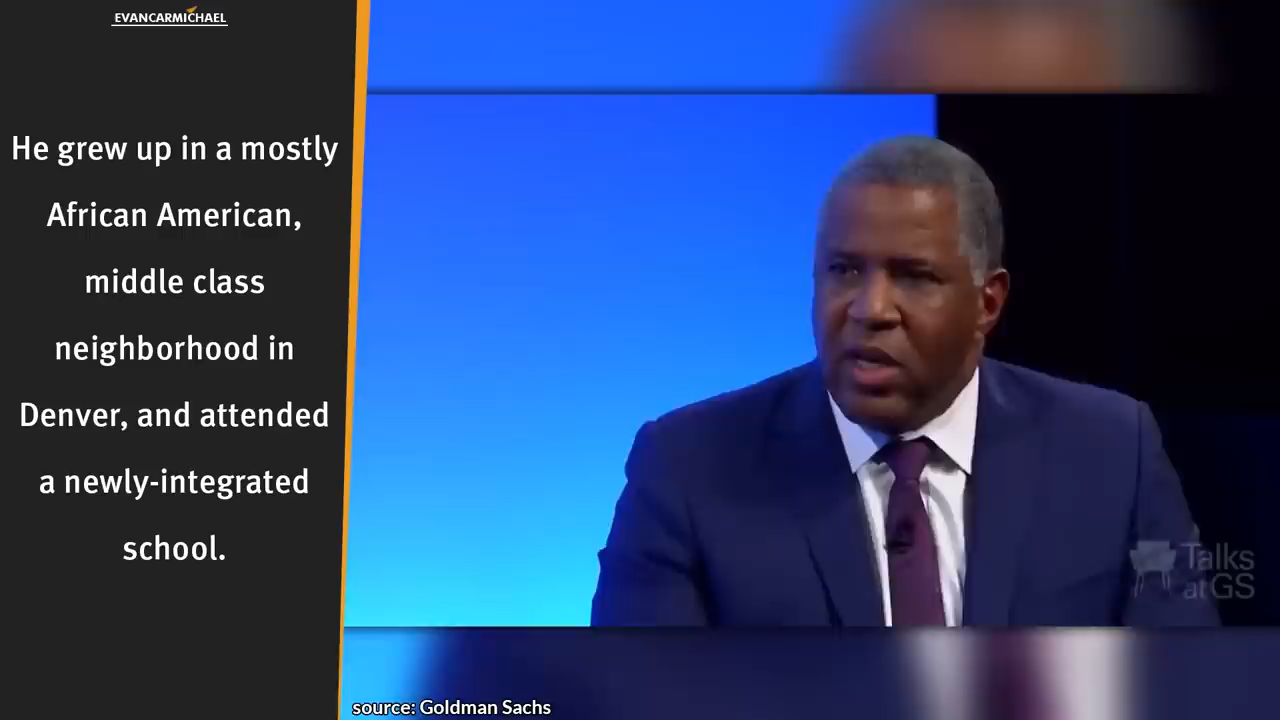 EVANCARMICHAEL
He grew up in a mostly
African American,
middle class
neighborhood in
Denver, and attended
a newly-integrated
school.
Talks
at GS
source: Goldman Sachs